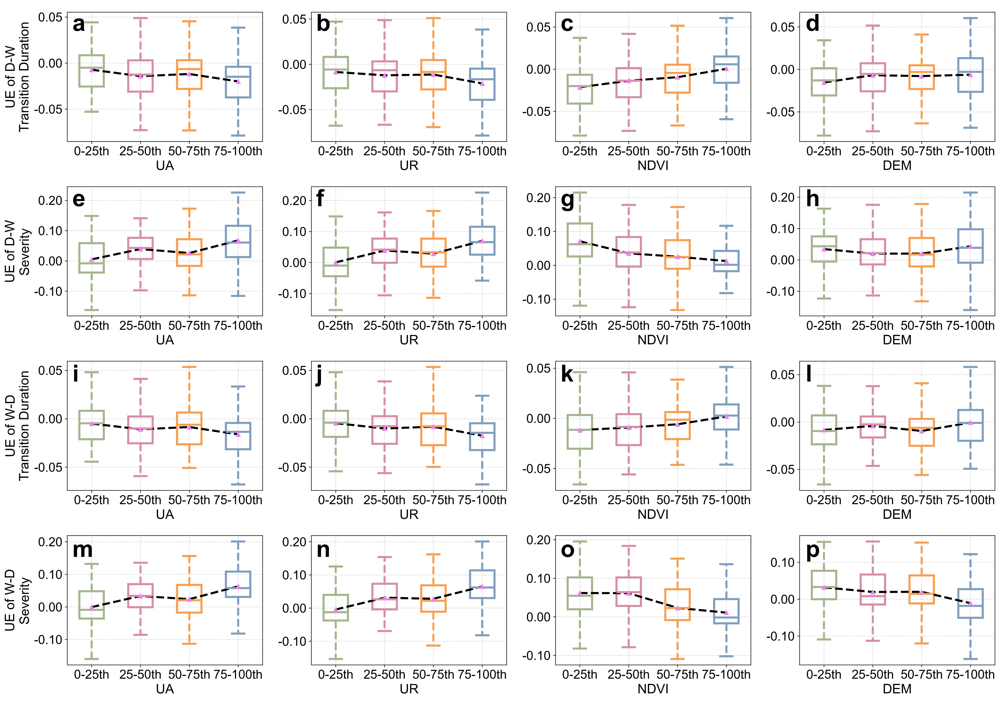 UE of D-W
Transition Duration
a
0.05
0.00
-0.05
0-25th 25-50th 50-75th 75-100th
UA
b
0.05
0.00
-0.05
0-25th 25-50th 50-75th 75-100th
UR
c
0.05
0.00
-0.05
0-25th 25-50th 50-75th 75-100th
NDVI
d
0.05
0.00
-0.05
0-25th 25-50th 50-75th 75-100th
DEM
UE of D-W
Severity
e
0.20
0.10
0.00
-0.10
0-25th 25-50th 50-75th 75-100th
UA
f
0.20
0.10
0.00
-0.10
0-25th 25-50th 50-75th 75-100th
UR
g
0.20
0.10
0.00
-0.10
0-25th 25-50th 50-75th 75-100th
NDVI
h
0.20
0.10
0.00
-0.10
0-25th 25-50th 50-75th 75-100th
DEM
UE of W-D
Transition Duration
i
0.05
0.00
-0.05
0-25th 25-50th 50-75th 75-100th
UA
j
0.05
0.00
-0.05
0-25th 25-50th 50-75th 75-100th
UR
k
0.05
0.00
-0.05
0-25th 25-50th 50-75th 75-100th
NDVI
l
0.05
0.00
-0.05
0-25th 25-50th 50-75th 75-100th
DEM
UE of W-D
Severity
m
0.20
0.10
0.00
-0.10
0-25th 25-50th 50-75th 75-100th
UA
n
0.20
0.10
0.00
-0.10
0-25th 25-50th 50-75th 75-100th
UR
o
0.20
0.10
0.00
-0.10
0-25th 25-50th 50-75th 75-100th
NDVI
p
0.10
0.00
-0.10
0-25th 25-50th 50-75th 75-100th
DEM